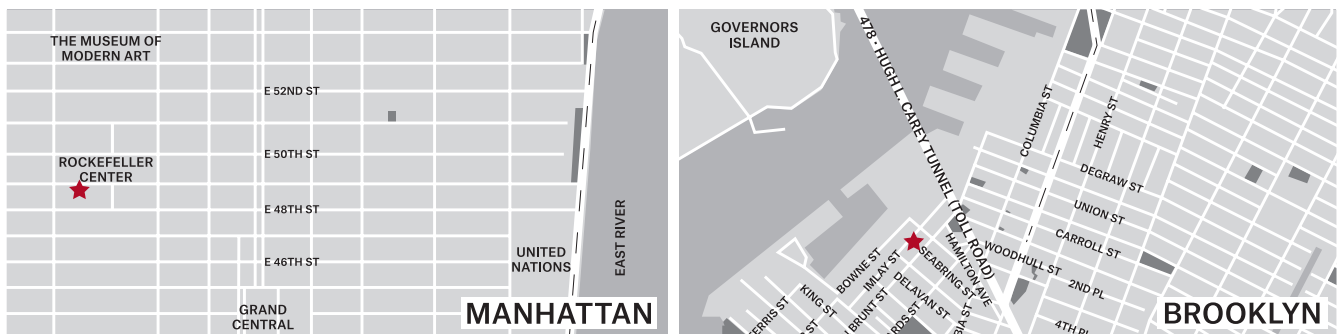 THE MUSEUM OF
MODERN ART
E 52ND ST
E 50TH ST
ROCKEFELLER
CENTER
E 48TH ST
E 46TH ST
UNITED
NATIONS
EAST RIVER
GRAND
CENTRAL
MANHATTAN
GOVERNORS
ISLAND
478 · HUGH L. CAREY TUNNEL (TOLL ROAD)
COLUMBIA ST
HENRY ST
DEGRAW ST
UNION ST
CARROLL ST
WOODHULL ST
2ND PL
4TH PL
HAMILTON AVE
SEABRING ST
BOWNE ST
IMLAY ST
DELAVAN ST
KING ST
BRUNT ST
BROOKLYN